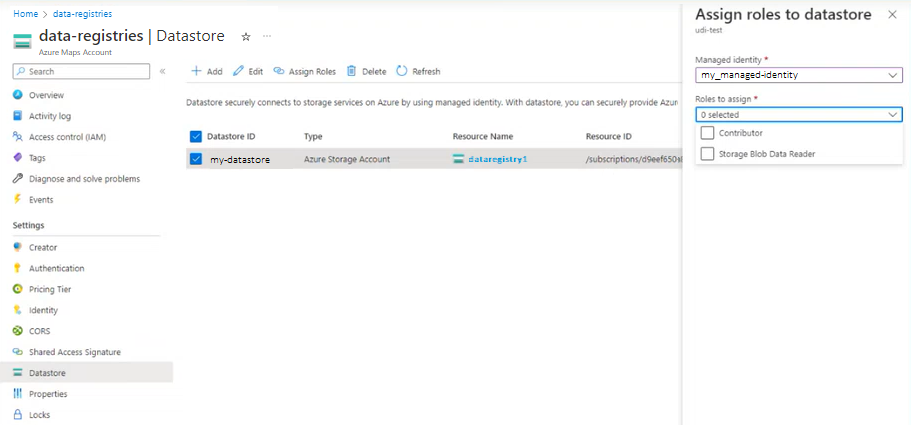 Home > data-registries
data-registries | Datastore ☆ ...
Azure Maps Account
Search «
Overview
Activity log
Access control (IAM)
Tags
Diagnose and solve problems
Events
Settings
Creator
Authentication
Pricing Tier
Identity
CORS
Shared Access Signature
Datastore
Properties
Locks
Add Edit Assign Roles Delete Refresh
Datastore securely connects to storage services on Azure by using managed identity. With datastore, you can securely provide Azur
Datastore ID Type Resource Name Resource ID
my-datastore Azure Storage Account dataregistry1 /subscriptions/d9eef650s
Assign roles to datastore
udi-test
Managed identity *
my_managed-identity
Roles to assign *
0 selected
Contributor
Storage Blob Data Reader